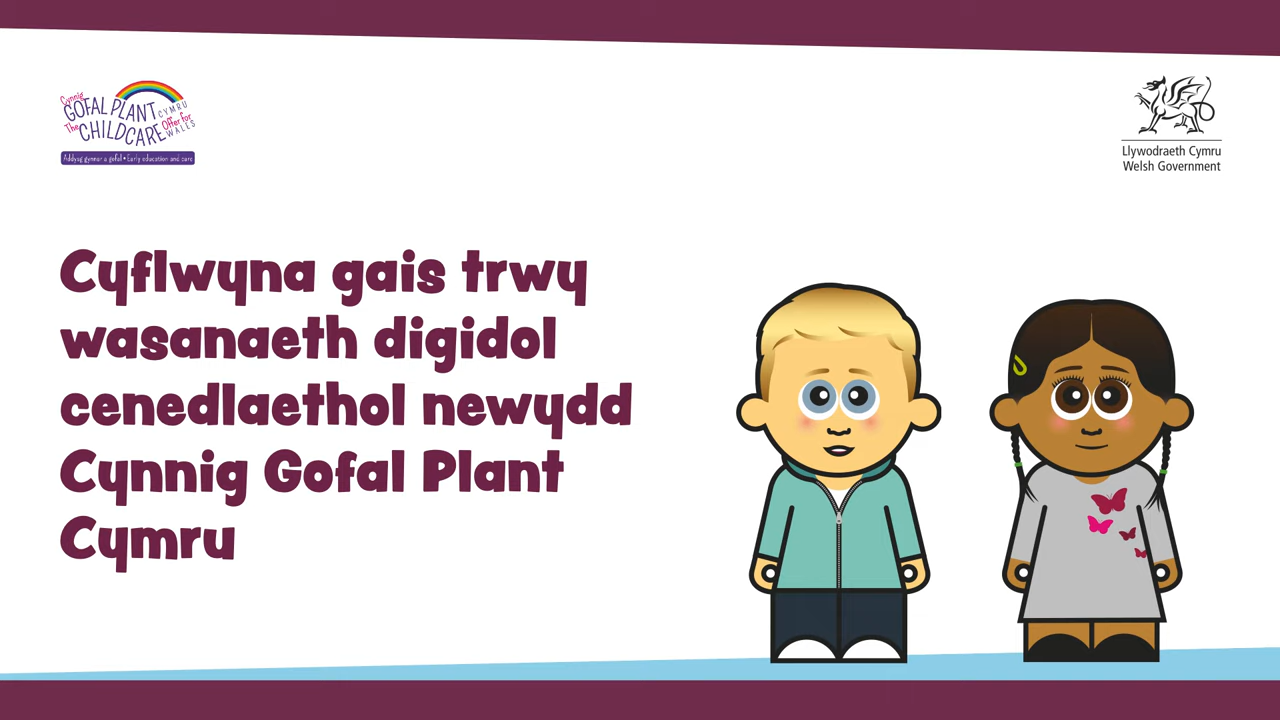 Cynnig
GOFAL PLANT
CYMRU
The
CHILDCARE
Offer for
WALES
Addysg gynnar a gofal • Early education and care
Llywodraeth Cymru
Welsh Government
Cyflwyna gais trwy
wasanaeth digidol
cenedlaethol newydd
Cynnig Gofal Plant
Cymru